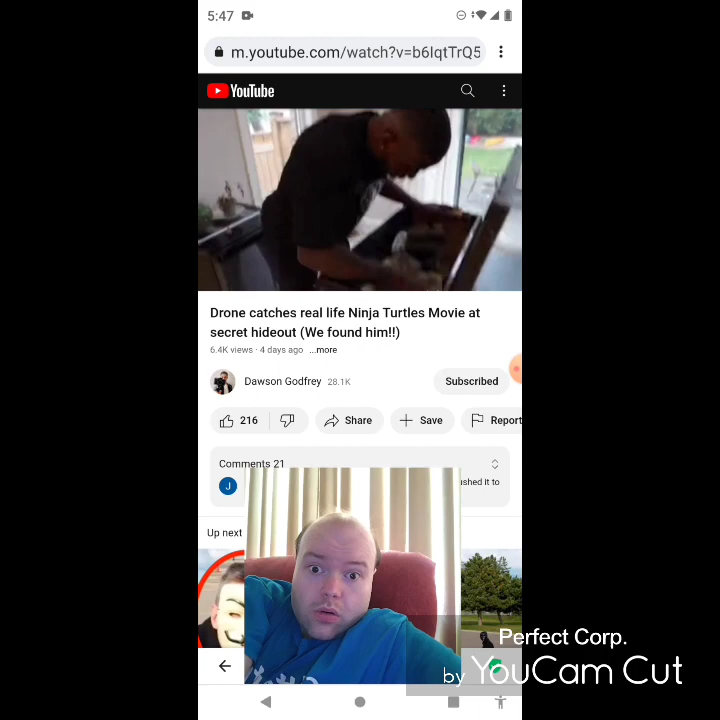 5:47
m.youtube.com/watch?v=b6IqtTrQ5
YouTube
Drone catches real life Ninja Turtles Movie at
secret hideout (We found him!!)
6.4K views · 4 days ago ...more
Dawson Godfrey 28.1K
Subscribed
216
Share
Save
Report
Comments 21
J
ushed it to
Up next
Perfect Corp.
by YouCam Cut